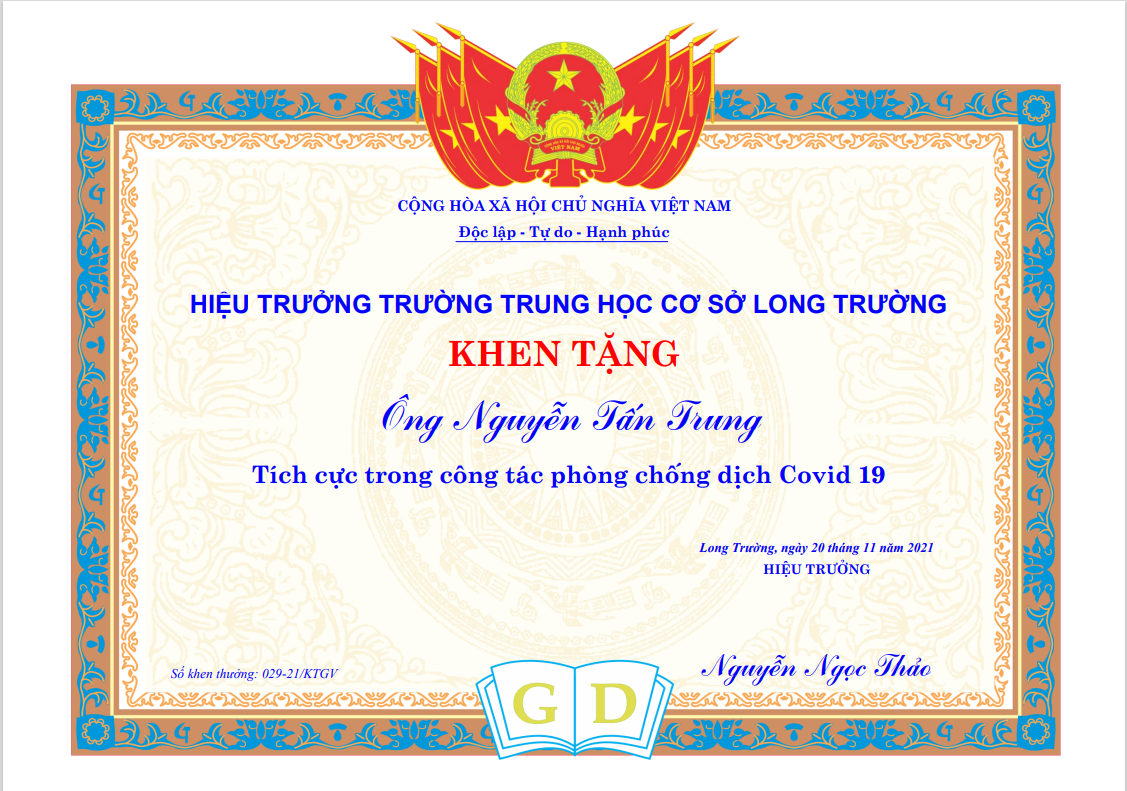 VIỆT NAM
CỘNG HÒA XÃ HỘI CHỦ NGHĨA VIỆT NAM
Độc lập - Tự do - Hạnh phúc
HIỆU TRƯỞNG TRƯỜNG TRUNG HỌC CƠ SỞ LONG TRƯỜNG
KHEN TẶNG
Ông Nguyễn Tấn Trung
Tích cực trong công tác phòng chống dịch Covid 19
Long Trường, ngày 20 tháng 11 năm 2021
HIỆU TRƯỞNG
Nguyễn Ngọc Thảo
Số khen thưởng: 029-21/KTGV
G D